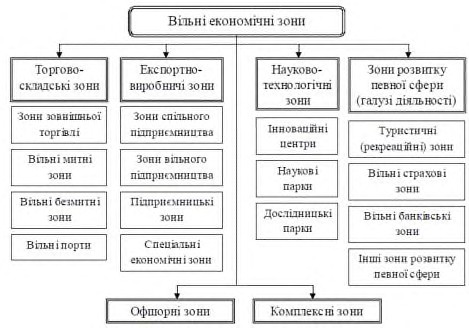 Вільні економічні зони
Торгово-
складські зони
Зони зовнішньої
торгівлі
Вільні митні
зони
Вільні безмитні
зони
Вільні порти
Експортно-
виробничі зони
Зони спільного
підприємництва
Зони вільного
підприємництва
Підприємницькі
зони
Спеціальні
економічні зони
Науково-
технологічні
зони
Інноваційні
центри
Наукові
парки
Дослідницькі
парки
Зони розвитку
певної сфери
(галузі діяльності)
Туристичні
(рекреаційні) зони
Вільні страхові
зони
Вільні банківські
зони
Інші зони розвитку
певної сфери
Офшорні зони
Комплексні зони